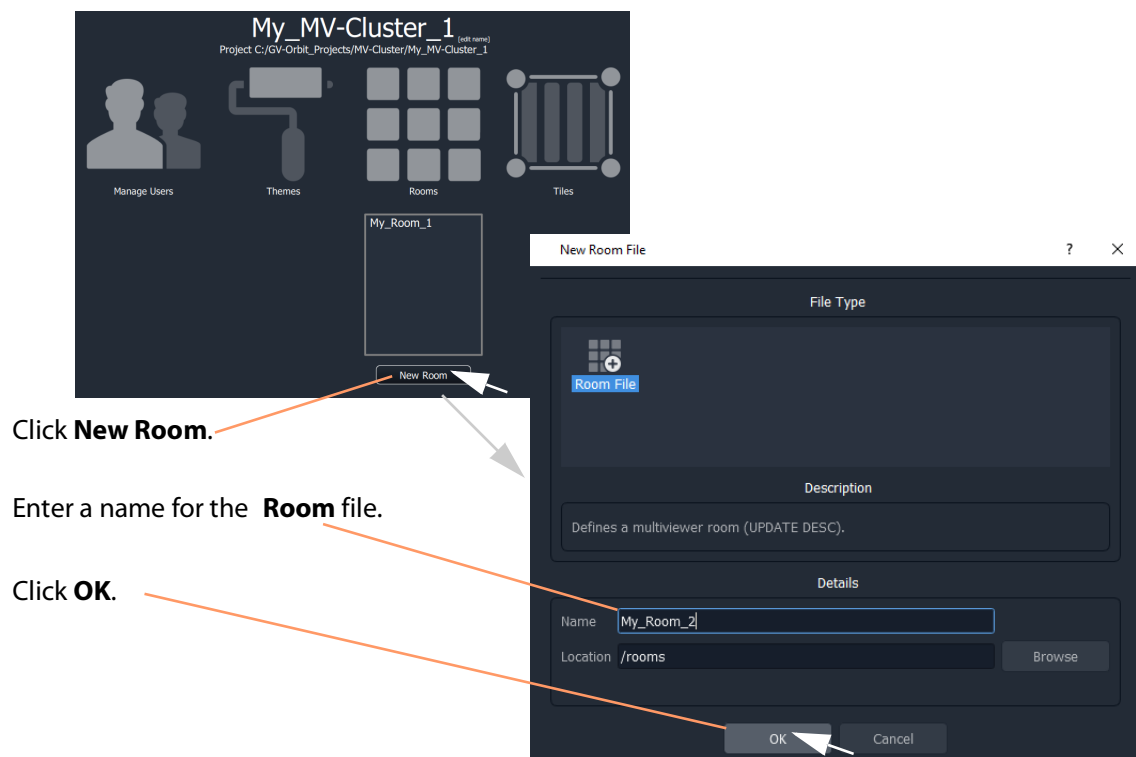 My_MV-Cluster_1 [edit name]
Project C:/GV-Orbit_Projects/MV-Cluster/My_MV-Cluster_1
Manage Users
Themes
Rooms
Tiles
My_Room_1
New Room
Click New Room.
Enter a name for the Room file.
Click OK.
New Room File ? ×
File Type
Room File
Description
Defines a multiviewer room (UPDATE DESC).
Details
Name My_Room_2
Location /rooms Browse
OK Cancel